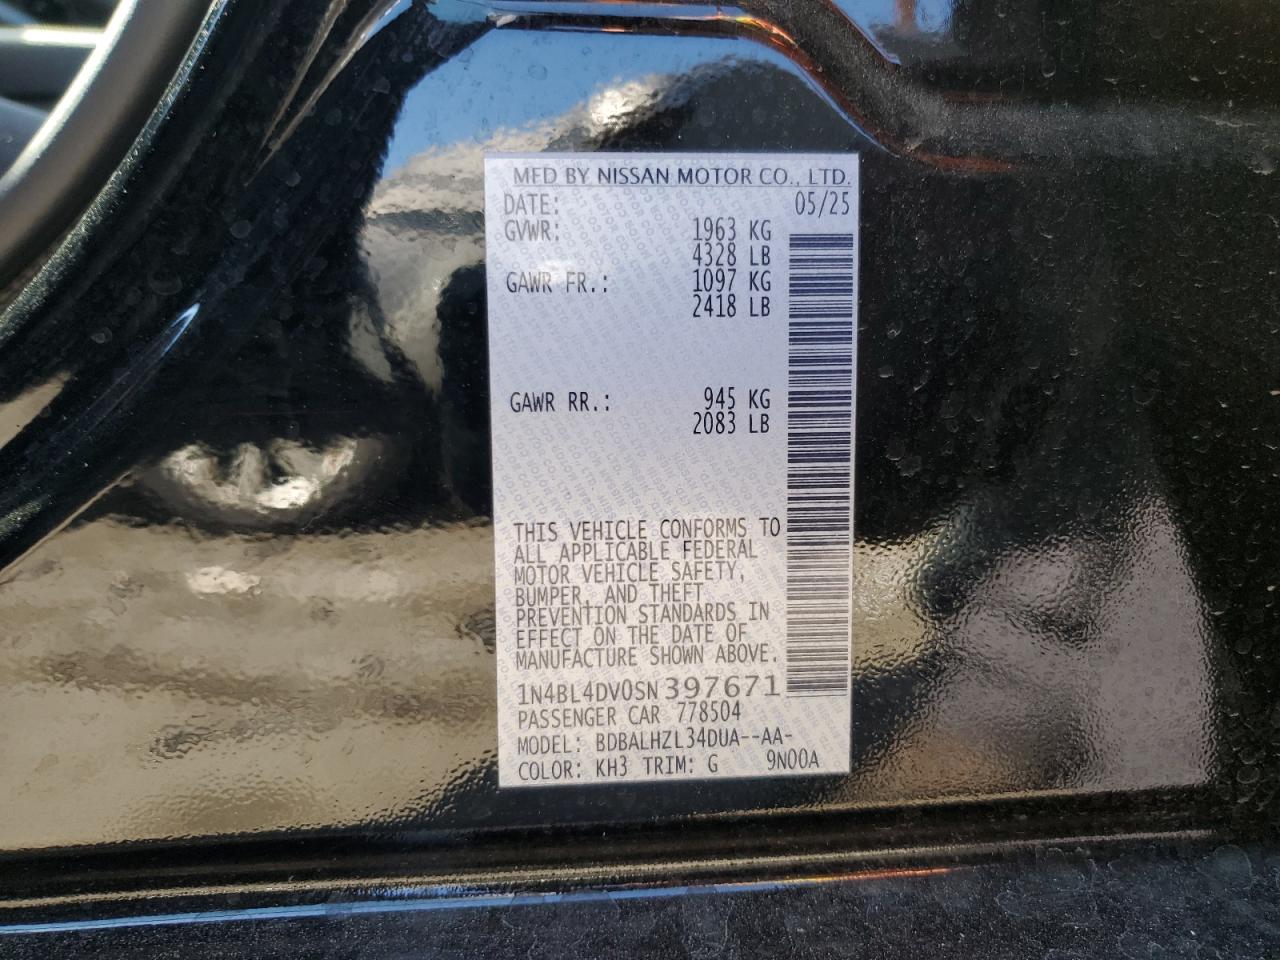 MFD BY NISSAN MOTOR CO., LTD.
DATE: 05/25
GVWR: 1963 KG
4328 LB
GAWR FR.: 1097 KG
2418 LB
GAWR RR.: 945 KG
2083 LB
THIS VEHICLE CONFORMS TO
ALL APPLICABLE FEDERAL
MOTOR VEHICLE SAFETY,
BUMPER, AND THEFT
PREVENTION STANDARDS IN
EFFECT ON THE DATE OF
MANUFACTURE SHOWN ABOVE.
1N4BL4DV0SN397671
PASSENGER CAR 778504
MODEL: BDBALHZL34DUA--AA-
COLOR: KH3 TRIM: G 9N00A